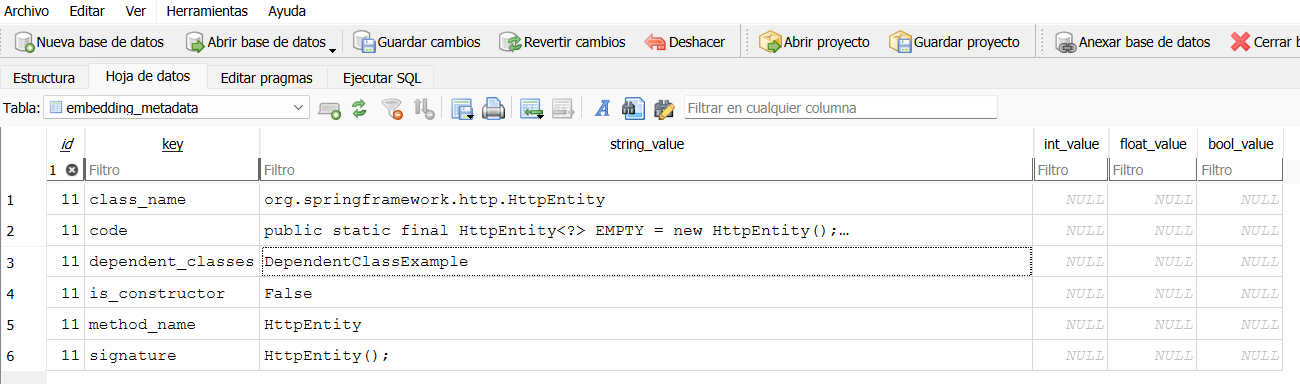 Archivo Editar Ver Herramientas Ayuda
Nueva base de datos Abrir base de datos Guardar cambios Revertir cambios Deshacer Abrir proyecto Guardar proyecto Anexar base de datos Cerrar b
Estructura Hoja de datos Editar pragmas Ejecutar SQL
Tabla: embedding_metadata Filtrar en cualquier columna
id key string_value int_value float_value bool_value
1 Filtro Filtro Filtro Filtro Filtro
1 11 class_name org.springframework.http.HttpEntity NULL NULL NULL
2 11 code public static final HttpEntity<?> EMPTY = new HttpEntity();… NULL NULL NULL
3 11 dependent_classes DependentClassExample NULL NULL NULL
4 11 is_constructor False NULL NULL NULL
5 11 method_name HttpEntity NULL NULL NULL
6 11 signature HttpEntity(); NULL NULL NULL